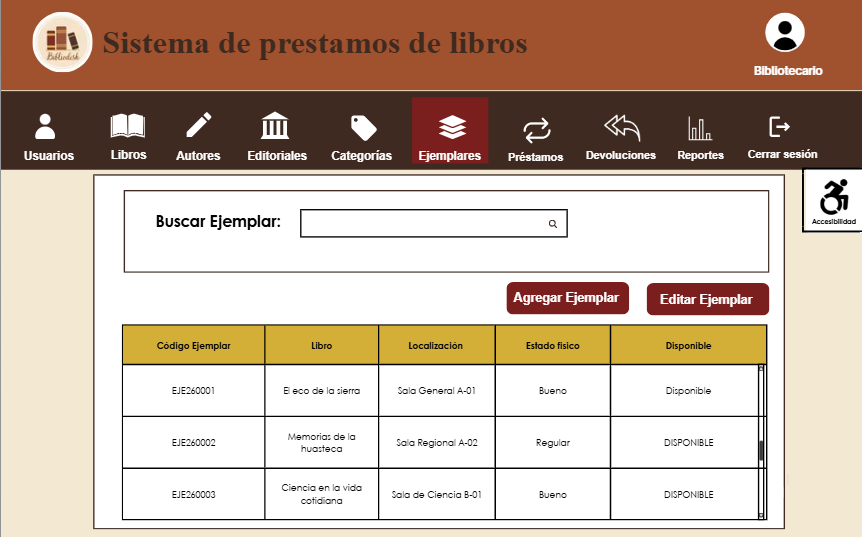 Sistema de prestamos de libros
Bibliodesk
Bibliotecario
Usuarios
Libros
Autores
Editoriales
Categorías
Ejemplares
Préstamos
Devoluciones
Reportes
Cerrar sesión
Accesibilidad
Buscar Ejemplar:
Agregar Ejemplar
Editar Ejemplar
Código Ejemplar Libro Localización Estado físico Disponible
EJE260001 El eco de la sierra Sala General A-01 Bueno Disponible
EJE260002 Memorias de la huasteca Sala Regional A-02 Regular DISPONIBLE
EJE260003 Ciencia en la vida cotidiana Sala de Ciencia B-01 Bueno DISPONIBLE